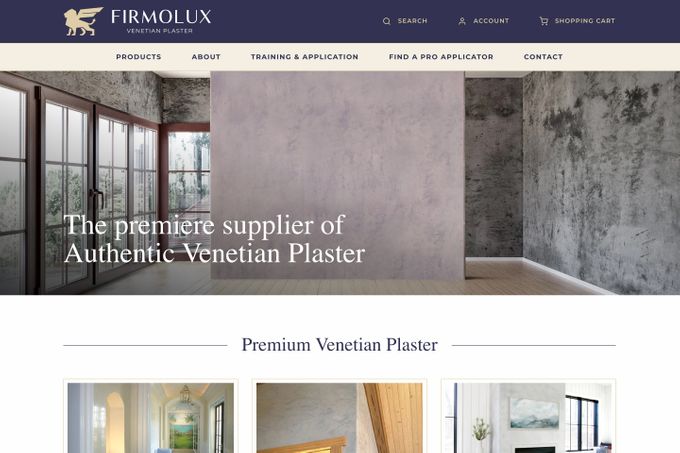 FIRMOLUX
VENETIAN PLASTER
SEARCH
ACCOUNT
SHOPPING CART
PRODUCTS
ABOUT
TRAINING & APPLICATION
FIND A PRO APPLICATOR
CONTACT
The premiere supplier of
Authentic Venetian Plaster
Premium Venetian Plaster